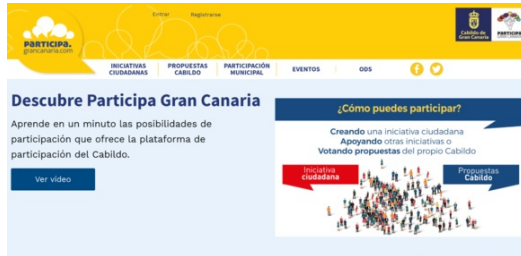 Entrar Registrarse
PARTICIPA.
grancanaria.com
Cabildo de
Gran Canaria
PARTICIPA
INICIATIVAS
CIUDADANAS
PROPUESTAS
CABILDO
PARTICIPACIÓN
MUNICIPAL
EVENTOS
ODS
Descubre Participa Gran Canaria
Aprende en un minuto las posibilidades de
participación que ofrece la plataforma de
participación del Cabildo.
Ver video
¿Cómo puedes participar?
Creando una iniciativa ciudadana
Apoyando otras iniciativas o
Votando propuestas del propio Cabildo
Iniciativa
ciudadana
Propuestas
Cabildo